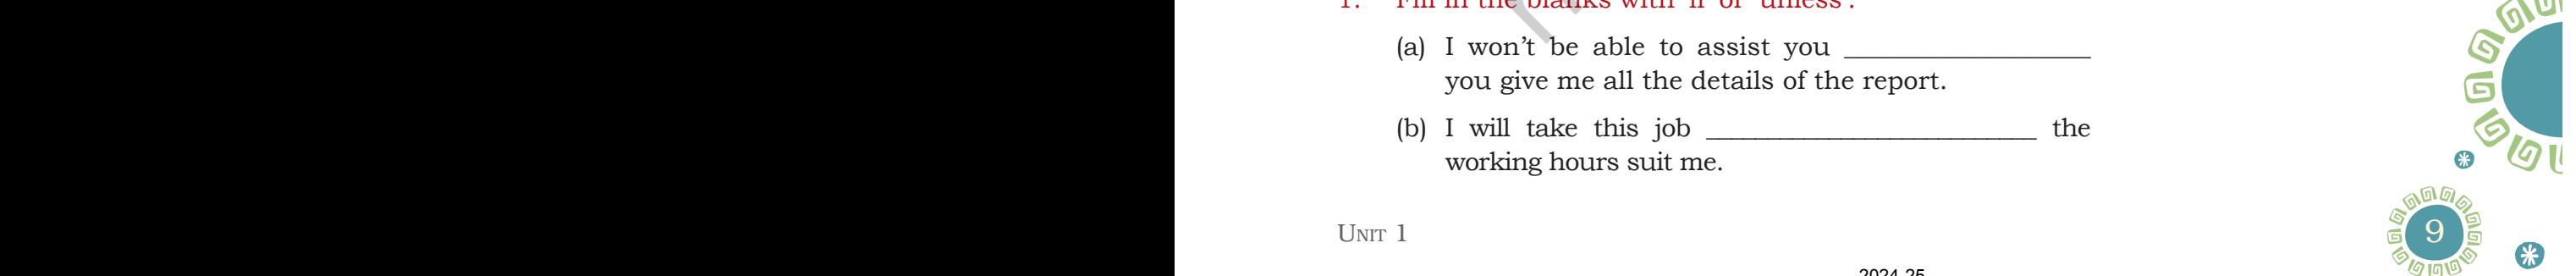 1. Fill in the blanks with 'if' or 'unless'.
(a) I won't be able to assist you ____________________
you give me all the details of the report.
(b) I will take this job ___________________________ the
working hours suit me.
UNIT 1
9
2024-25